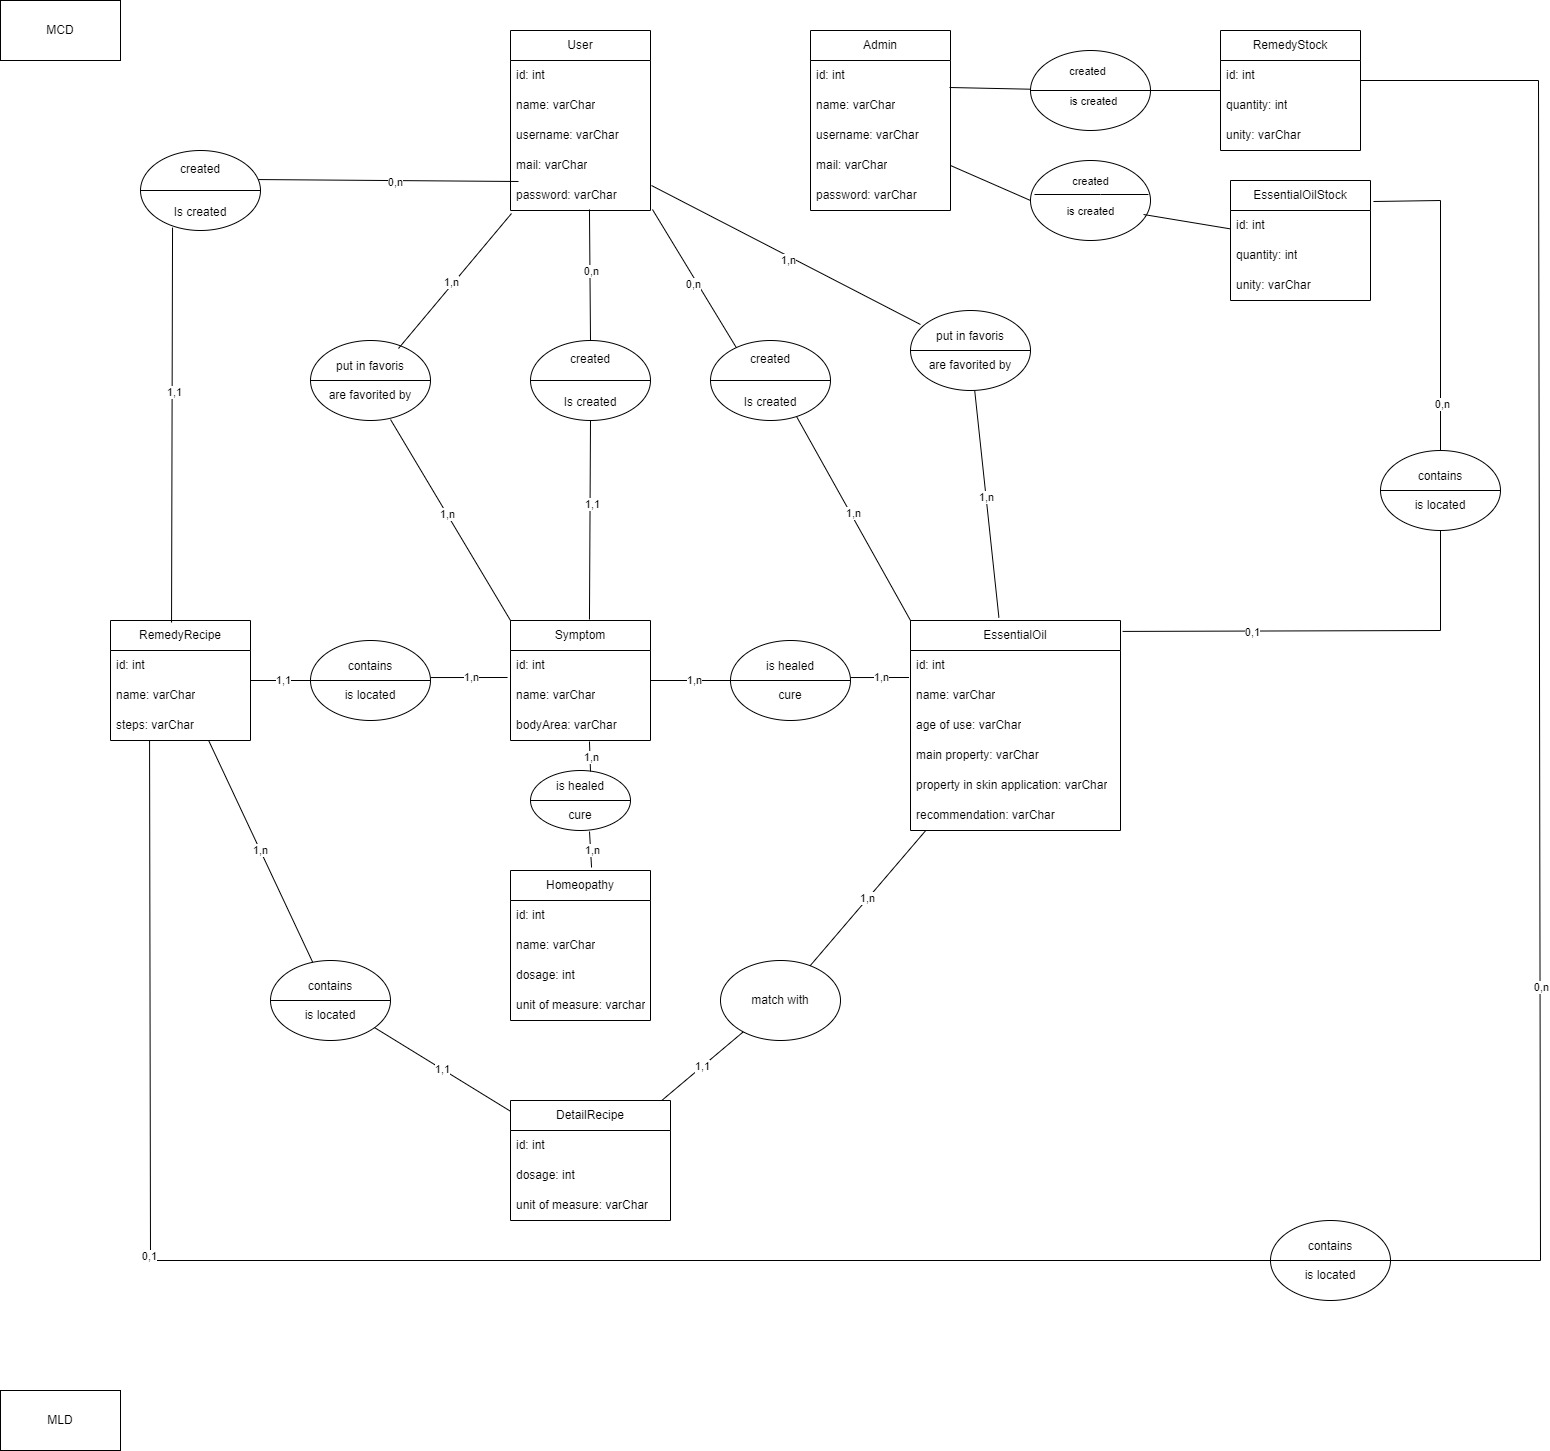 MCD
User
id: int
name: varChar
username: varChar
mail: varChar
password: varChar
Admin
id: int
name: varChar
username: varChar
mail: varChar
password: varChar
created
is created
RemedyStock
id: int
quantity: int
unity: varChar
created
is created
EssentialOilStock
id: int
quantity: int
unity: varChar
created
Is created
0,n
1,1
1,n
0,n
0,n
1,n
put in favoris
are favorited by
created
Is created
created
Is created
put in favoris
are favorited by
0,n
contains
is located
1,n
1,1
1,n
1,n
0,1
RemedyRecipe
id: int
name: varChar
steps: varChar
1,1
contains
is located
1,n
Symptom
id: int
name: varChar
bodyArea: varChar
1,n
is healed
cure
1,n
EssentialOil
id: int
name: varChar
age of use: varChar
main property: varChar
property in skin application: varChar
recommendation: varChar
1,n
is healed
cure
1,n
Homeopathy
id: int
name: varChar
dosage: int
unit of measure: varchar
1,n
contains
is located
1,1
1,n
match with
1,1
0,n
DetailRecipe
id: int
dosage: int
unit of measure: varChar
0,1
contains
is located
MLD